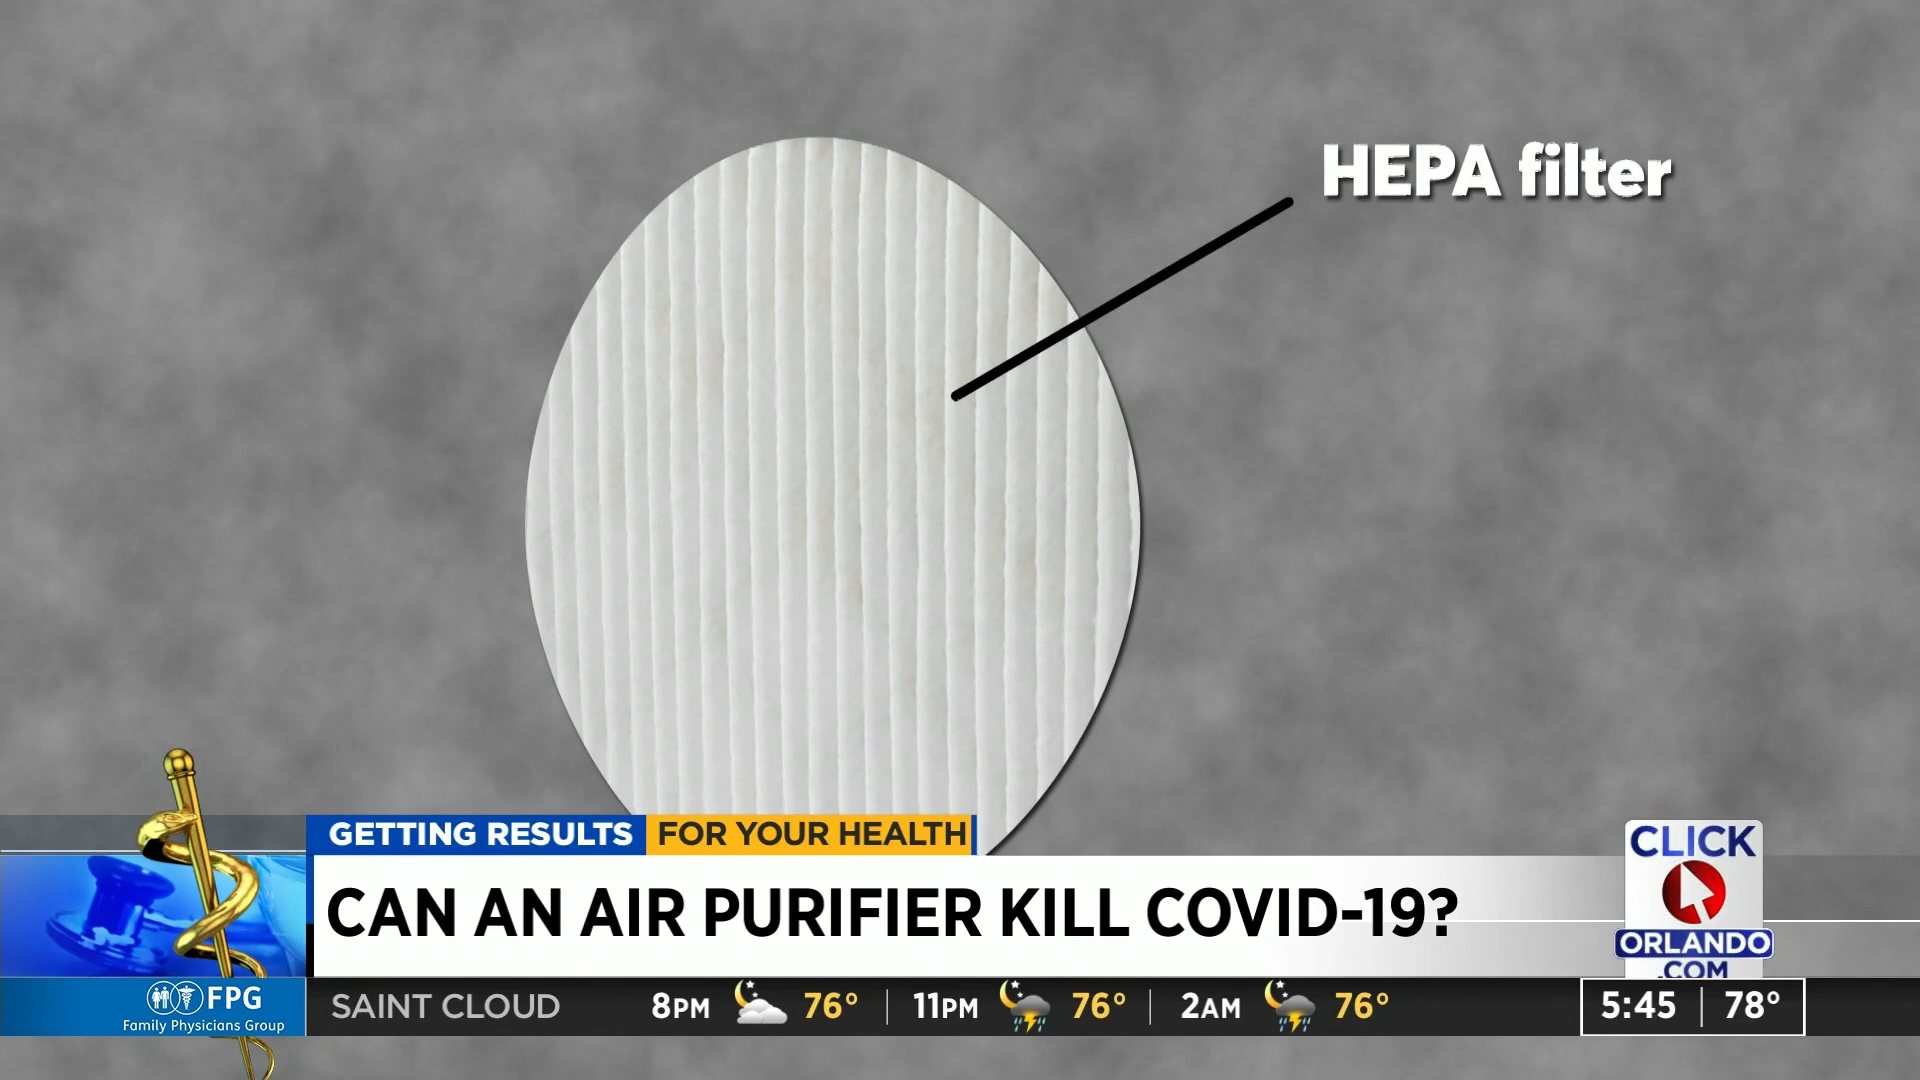 HEPA filter
GETTING RESULTS FOR YOUR HEALTH
CAN AN AIR PURIFIER KILL COVID-19?
CLICK
ORLANDO
.COM
FPG
Family Physicians Group
SAINT CLOUD 8PM 76° 11PM 76° 2AM 76°
5:45 78°